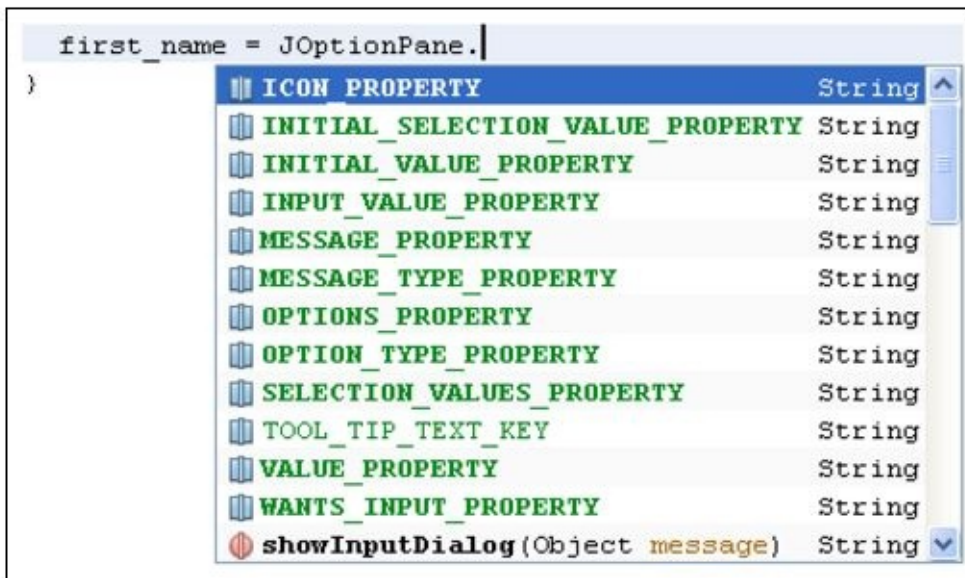 first_name = JOptionPane.
}
ICON_PROPERTY String
INITIAL_SELECTION_VALUE_PROPERTY String
INITIAL_VALUE_PROPERTY String
INPUT_VALUE_PROPERTY String
MESSAGE_PROPERTY String
MESSAGE_TYPE_PROPERTY String
OPTIONS_PROPERTY String
OPTION_TYPE_PROPERTY String
SELECTION_VALUES_PROPERTY String
TOOL_TIP_TEXT_KEY String
VALUE_PROPERTY String
WANTS_INPUT_PROPERTY String
showInputDialog(Object message) String